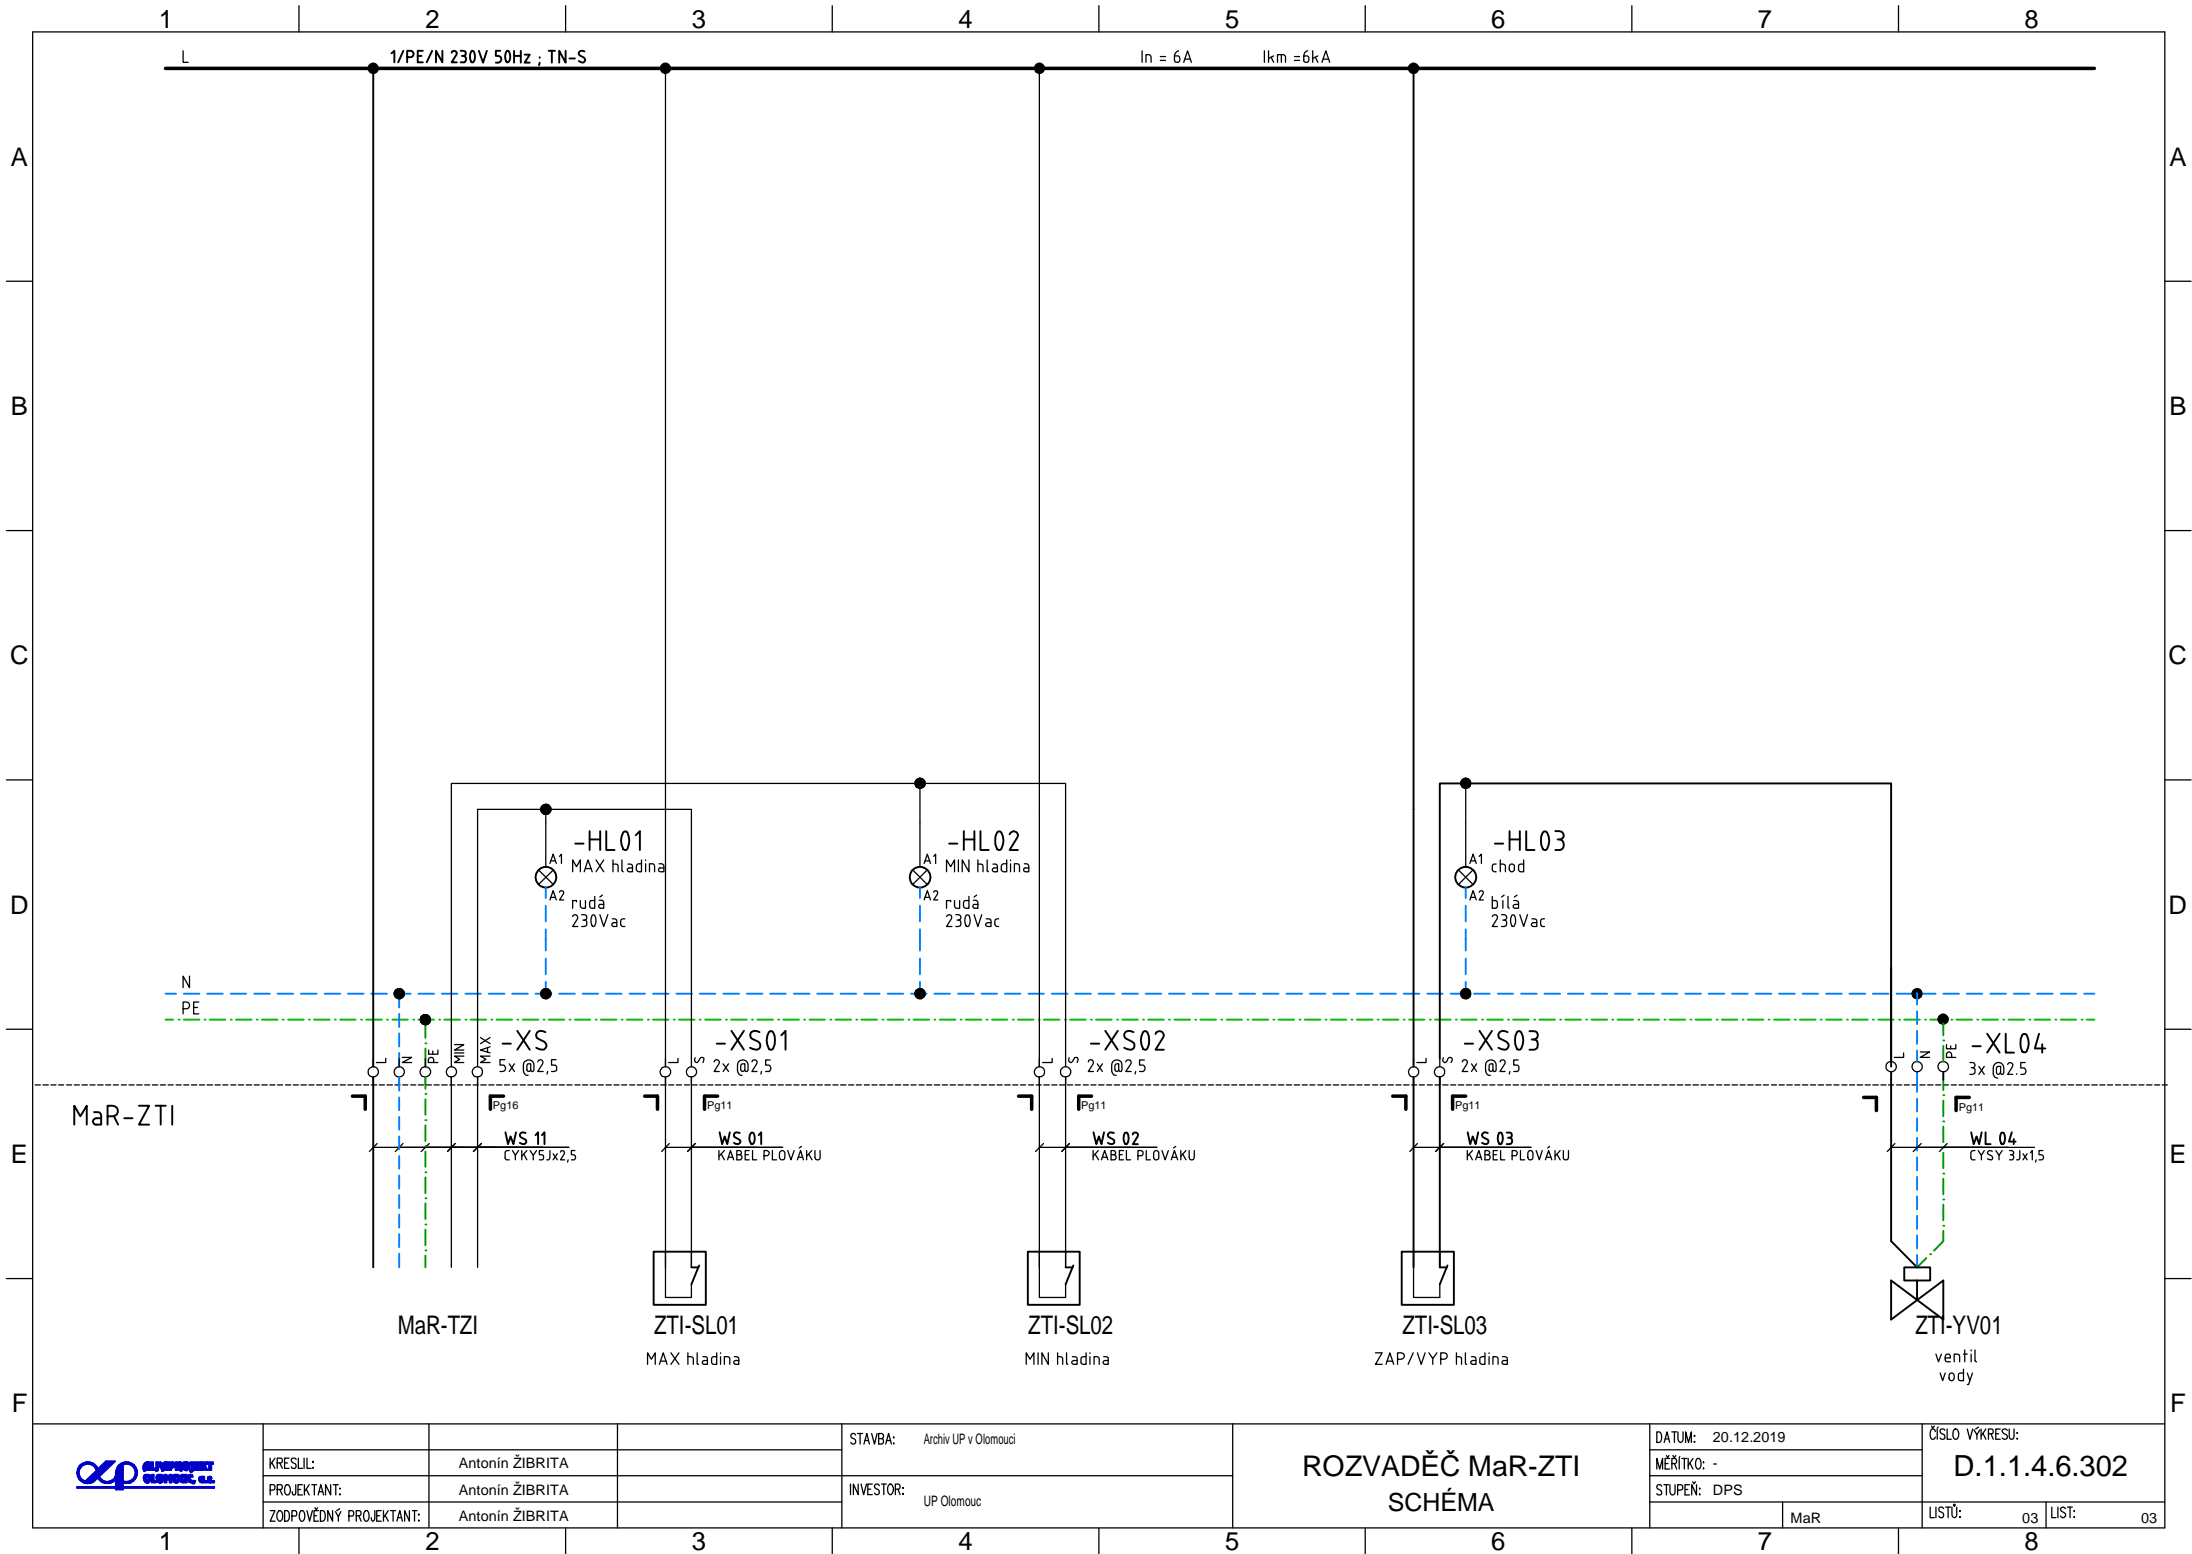 1 2 3 4 5 6 7 8
L 1/PE/N 230V 50Hz ; TN-S In = 6A Ikm =6kA
A A
B B
C C
-HL01 -HL02 -HL03
A1 MAX hladina A1 MIN hladina A1 chod
A2 rudá A2 rudá A2 bílá
230Vac 230Vac 230Vac
D D
N
PE
-XS -XS01 -XS02 -XS03 -XL04
L N PE MIN MAX 5x @2,5 L S 2x @2,5 L S 2x @2,5 L S 2x @2,5 L N PE 3x @2.5
MaR-ZTI Pg16 Pg11 Pg11 Pg11 Pg11
WS 11 WS 01 WS 02 WS 03 WL 04
CYKY5Jx2,5 KABEL PLOVÁKU KABEL PLOVÁKU KABEL PLOVÁKU CYSY 3Jx1,5
E E
MaR-TZI ZTI-SL01 ZTI-SL02 ZTI-SL03 ZTI-YV01
MAX hladina MIN hladina ZAP/VYP hladina ventil
vody
F F
ALFAPROJEKT
OLOMOUC, a.s.
KRESLIL: Antonín ŽIBRITA
PROJEKTANT: Antonín ŽIBRITA
ZODPOVĚDNÝ PROJEKTANT: Antonín ŽIBRITA
STAVBA: Archiv UP v Olomouci
INVESTOR: UP Olomouc
ROZVADĚČ MaR-ZTI
SCHÉMA
DATUM: 20.12.2019
MĚŘÍTKO: -
STUPEŇ: DPS
MaR
ČÍSLO VÝKRESU:
D.1.1.4.6.302
LISTŮ: 03 LIST: 03
1 2 3 4 5 6 7 8